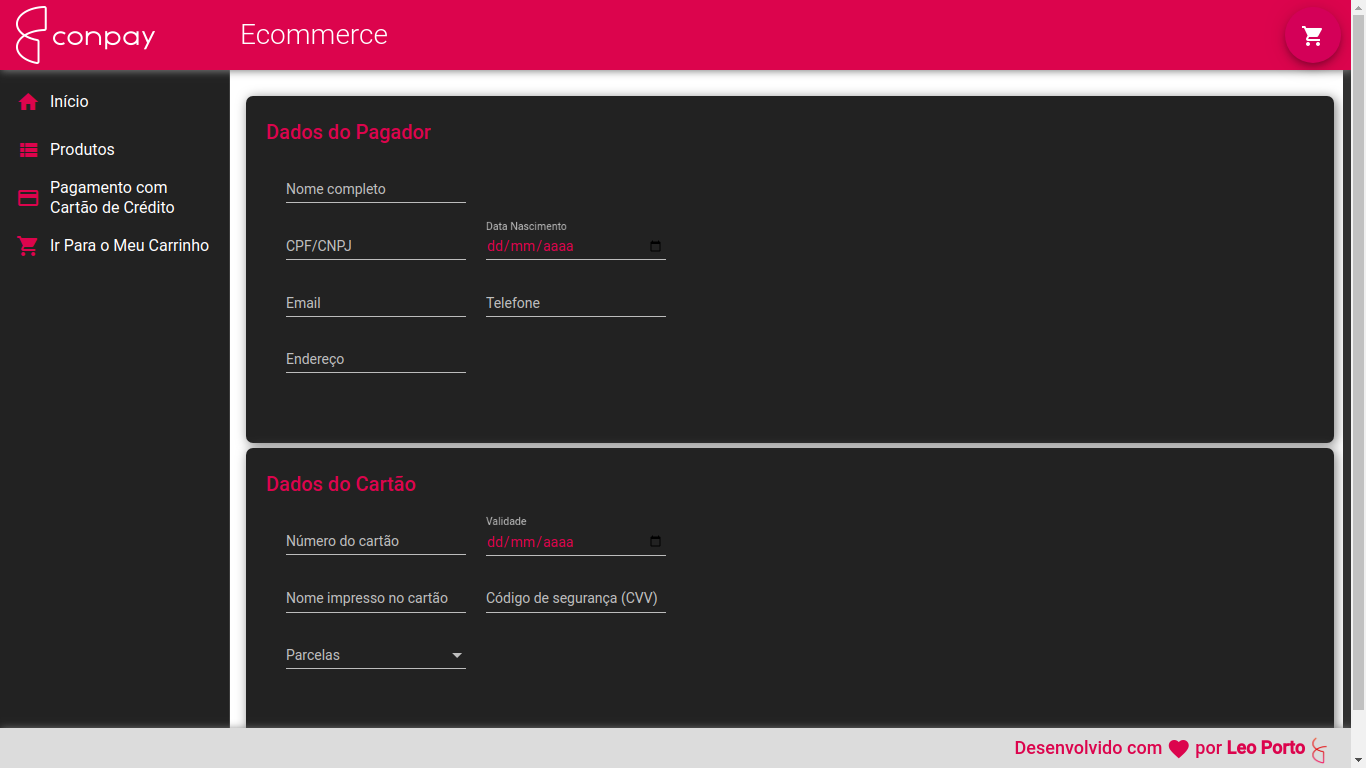 conpay
Ecommerce
Início
Produtos
Pagamento com
Cartão de Crédito
Ir Para o Meu Carrinho
Dados do Pagador
Nome completo
CPF/CNPJ
Data Nascimento
dd/mm/aaaa
Email
Telefone
Endereço
Dados do Cartão
Número do cartão
Validade
dd/mm/aaaa
Nome impresso no cartão
Código de segurança (CVV)
Parcelas
Desenvolvido com por Leo Porto